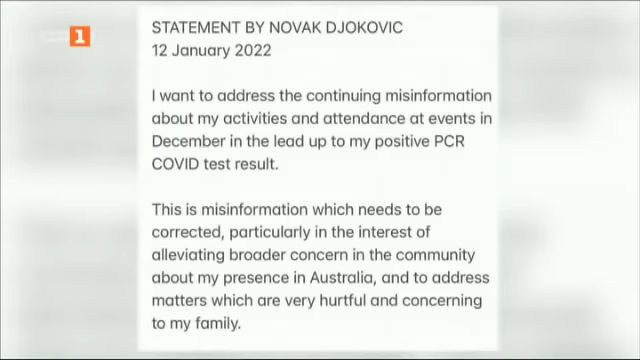 1
STATEMENT BY NOVAK DJOKOVIC
12 January 2022
I want to address the continuing misinformation
about my activities and attendance at events in
December in the lead up to my positive PCR
COVID test result.
This is misinformation which needs to be
corrected, particularly in the interest of
alleviating broader concern in the community
about my presence in Australia, and to address
matters which are very hurtful and concerning
to my family.